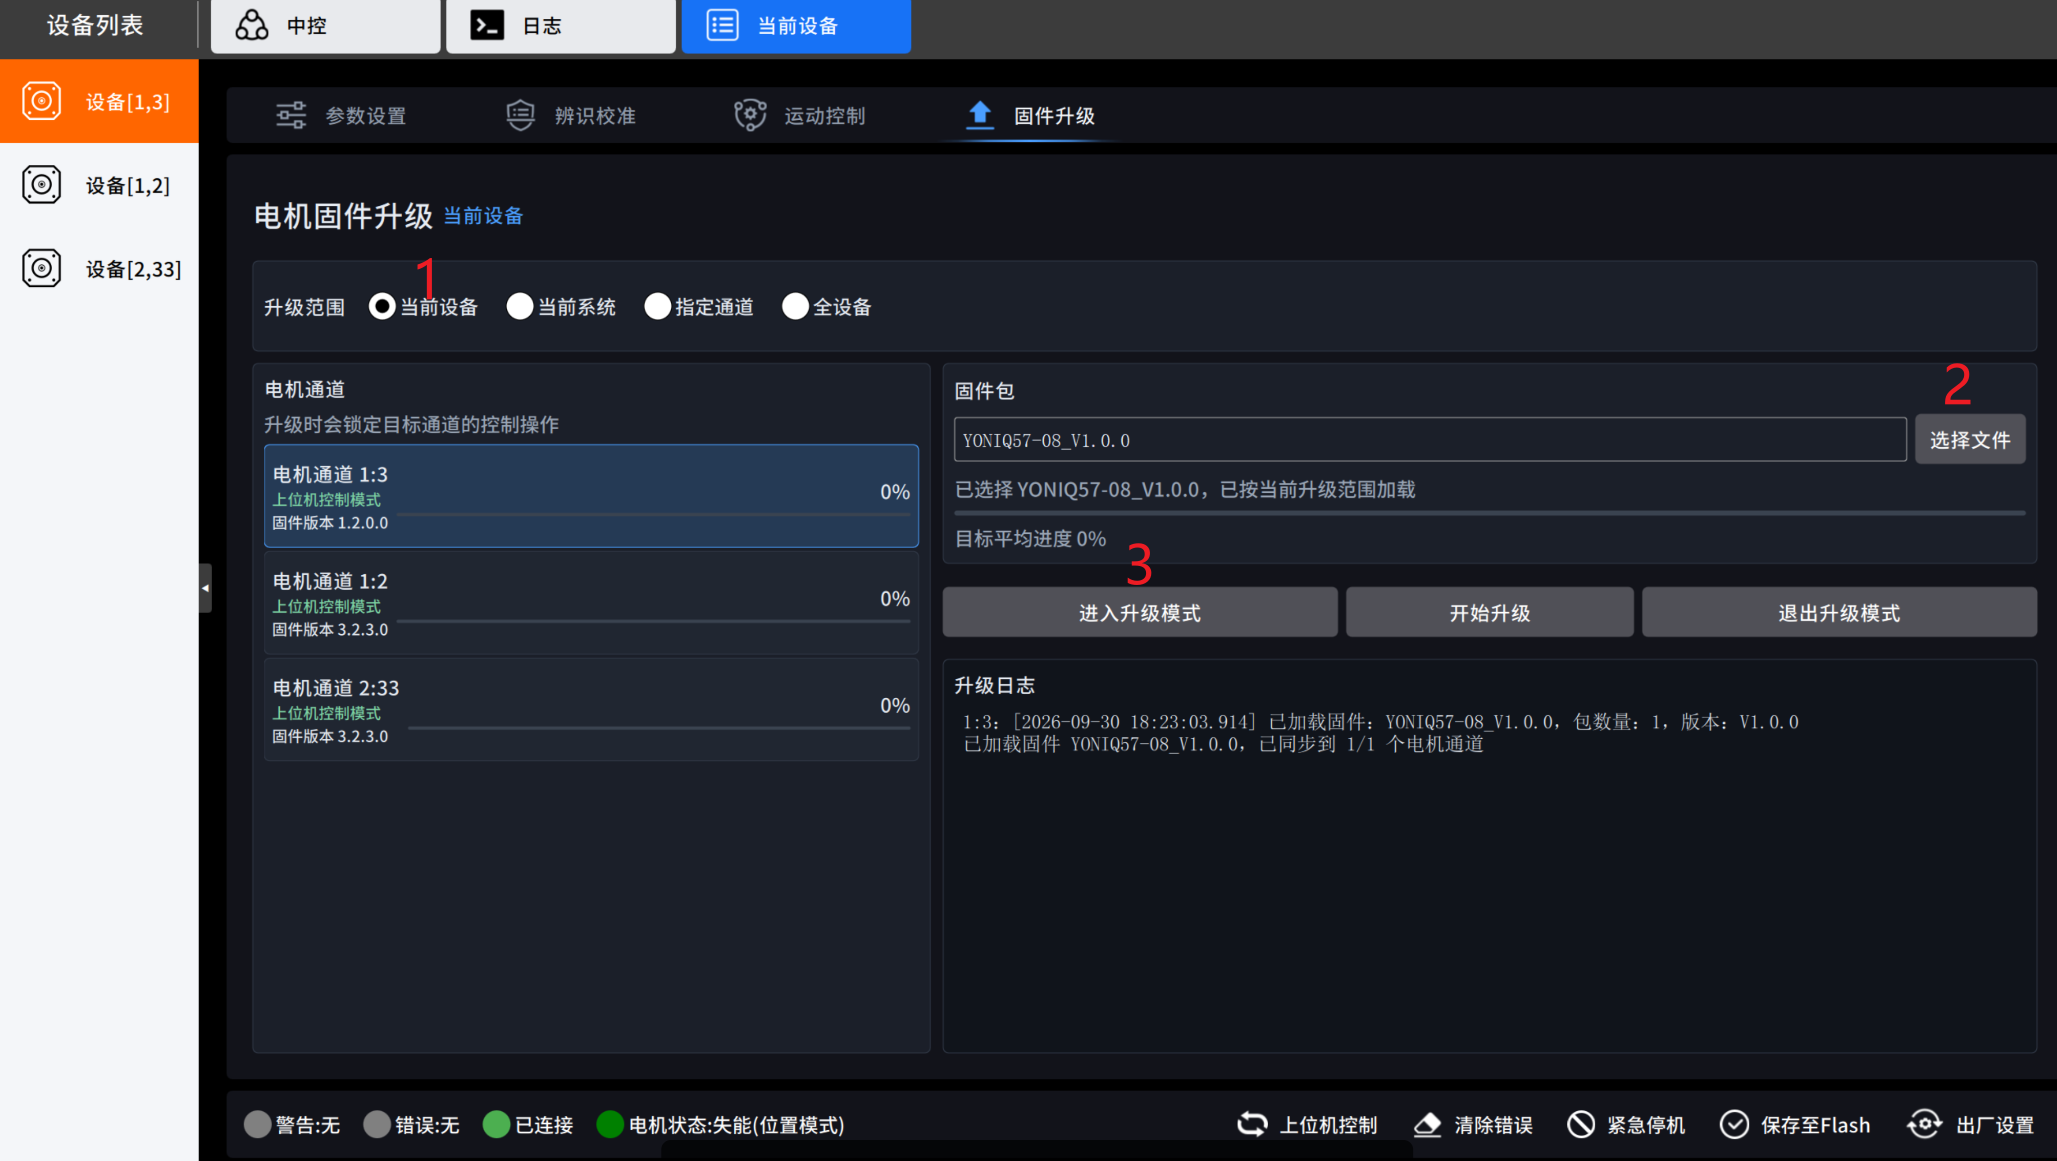 设备列表
中控
日志
当前设备
设备[1,3]
设备[1,2]
设备[2,33]
参数设置
辨识校准
运动控制
固件升级
电机固件升级 当前设备
1
升级范围 当前设备 当前系统 指定通道 全设备
电机通道
升级时会锁定目标通道的控制操作
电机通道 1:3
上位机控制模式
固件版本 1.2.0.0
0%
电机通道 1:2
上位机控制模式
固件版本 3.2.3.0
0%
电机通道 2:33
上位机控制模式
固件版本 3.2.3.0
0%
固件包
2
YONIQ57-08_V1.0.0
选择文件
已选择 YONIQ57-08_V1.0.0，已按当前升级范围加载
目标平均进度 0%
3
进入升级模式
开始升级
退出升级模式
升级日志
1:3: [2026-09-30 18:23:03.914] 已加载固件: YONIQ57-08_V1.0.0，包数量: 1，版本: V1.0.0
已加载固件 YONIQ57-08_V1.0.0，已同步到 1/1 个电机通道
警告:无 错误:无 已连接 电机状态:失能(位置模式)
上位机控制 清除错误 紧急停机 保存至Flash 出厂设置